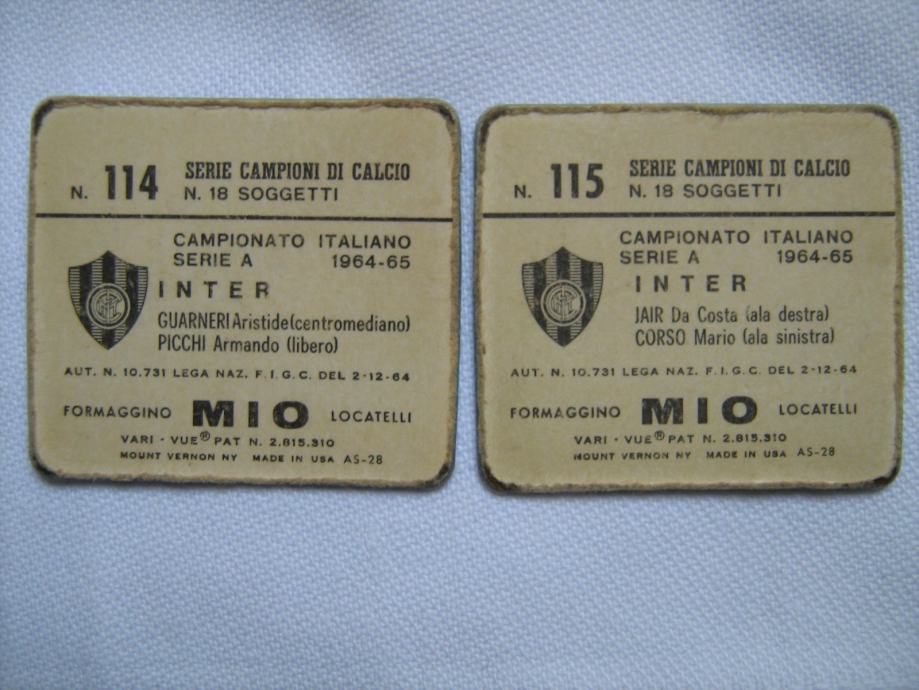 N. 114 SERIE CAMPIONI DI CALCIO
N. 18 SOGGETTI
CAMPIONATO ITALIANO
SERIE A 1964-65
INTER
GUARNERI Aristide (centromediano)
PICCHI Armando (libero)
AUT. N. 10.731 LEGA NAZ. F.I.G.C. DEL 2-12-64
FORMAGGINO MIO LOCATELLI
VARI-VUE® PAT N. 2.815.310
MOUNT VERNON NY MADE IN USA AS-28
N. 115 SERIE CAMPIONI DI CALCIO
N. 18 SOGGETTI
CAMPIONATO ITALIANO
SERIE A 1964-65
INTER
JAIR Da Costa (ala destra)
CORSO Mario (ala sinistra)
AUT. N. 10.731 LEGA NAZ. F.I.G.C. DEL 2-12-64
FORMAGGINO MIO LOCATELLI
VARI-VUE® PAT N. 2.815.310
MOUNT VERNON NY MADE IN USA AS-28